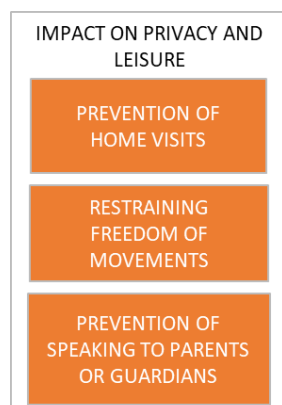 IMPACT ON PRIVACY AND
LEISURE
PREVENTION OF
HOME VISITS
RESTRAINING
FREEDOM OF
MOVEMENTS
PREVENTION OF
SPEAKING TO PARENTS
OR GUARDIANS